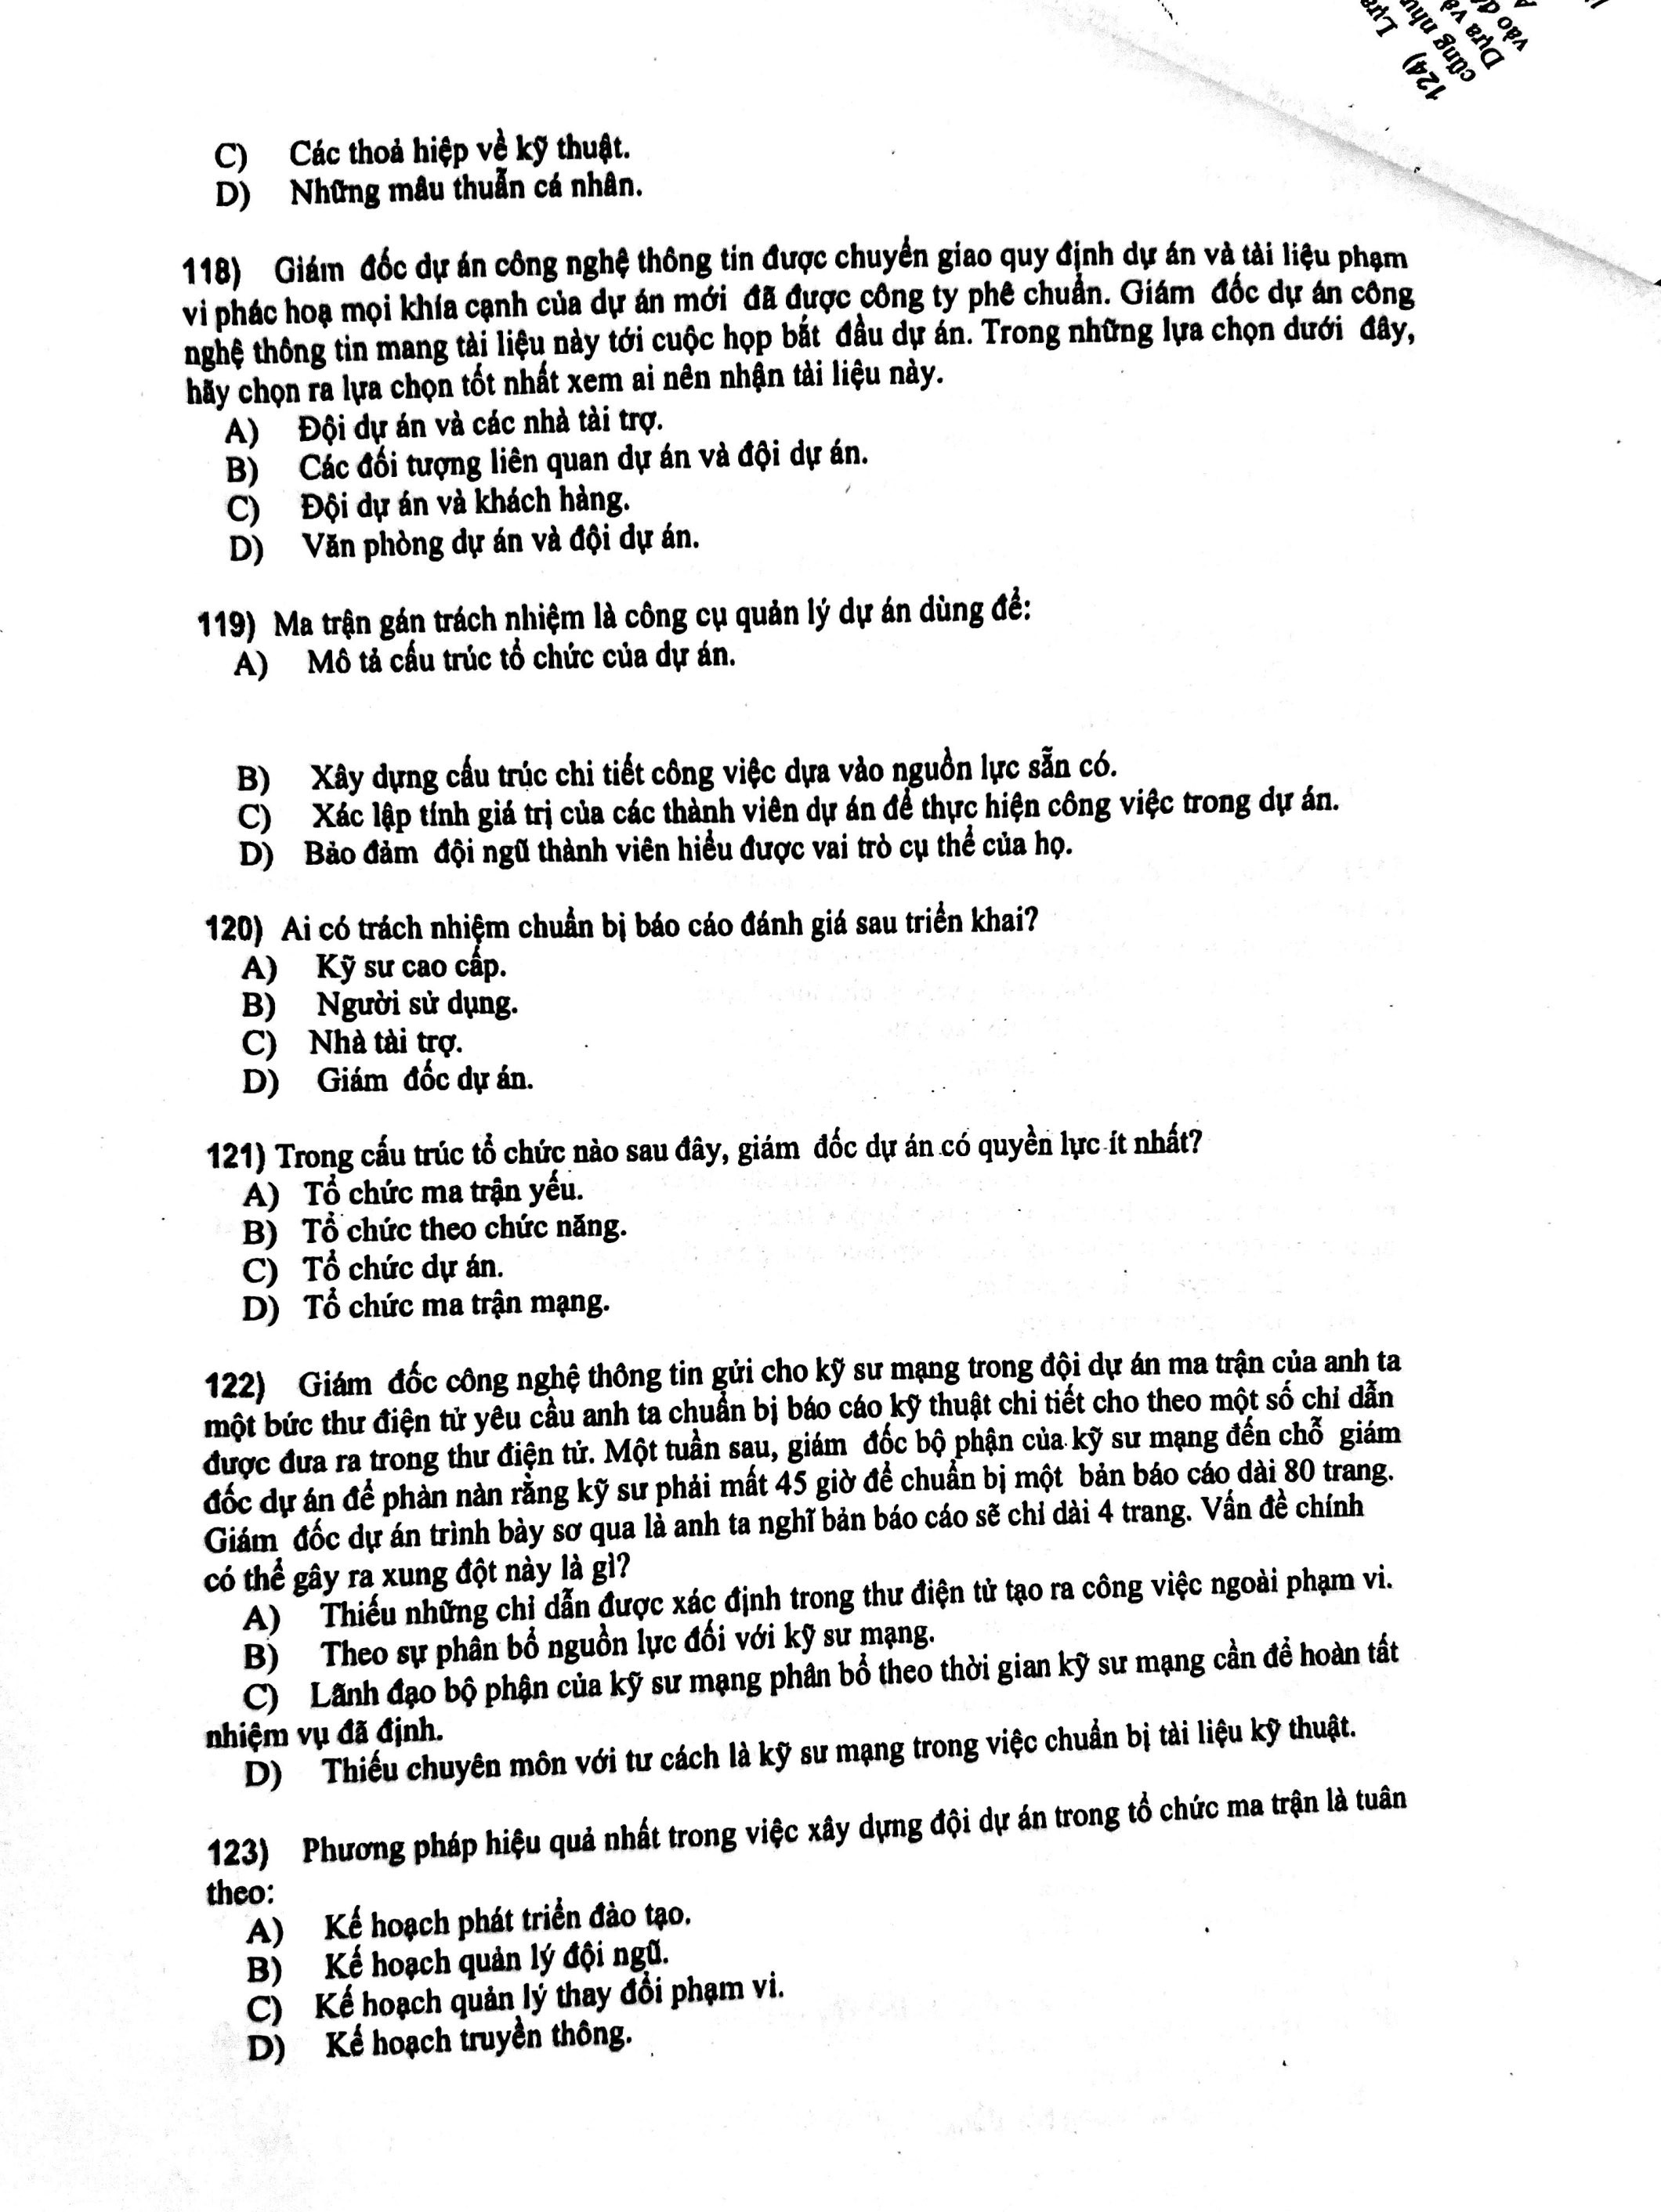 124) Lựa
cũng như
Dựa và
vào đ
C) Các thoả hiệp về kỹ thuật.
D) Những mâu thuẫn cá nhân.
118) Giám đốc dự án công nghệ thông tin được chuyển giao quy định dự án và tài liệu phạm
vi phác hoạ mọi khía cạnh của dự án mới đã được công ty phê chuẩn. Giám đốc dự án công
nghệ thông tin mang tài liệu này tới cuộc họp bắt đầu dự án. Trong những lựa chọn dưới đây,
hãy chọn ra lựa chọn tốt nhất xem ai nên nhận tài liệu này.
A) Đội dự án và các nhà tài trợ.
B) Các đối tượng liên quan dự án và đội dự án.
C) Đội dự án và khách hàng.
D) Văn phòng dự án và đội dự án.
119) Ma trận gán trách nhiệm là công cụ quản lý dự án dùng để:
A) Mô tả cấu trúc tổ chức của dự án.
B) Xây dựng cấu trúc chi tiết công việc dựa vào nguồn lực sẵn có.
C) Xác lập tính giá trị của các thành viên dự án để thực hiện công việc trong dự án.
D) Bảo đảm đội ngũ thành viên hiểu được vai trò cụ thể của họ.
120) Ai có trách nhiệm chuẩn bị báo cáo đánh giá sau triển khai?
A) Kỹ sư cao cấp.
B) Người sử dụng.
C) Nhà tài trợ.
D) Giám đốc dự án.
121) Trong cấu trúc tổ chức nào sau đây, giám đốc dự án có quyền lực ít nhất?
A) Tổ chức ma trận yếu.
B) Tổ chức theo chức năng.
C) Tổ chức dự án.
D) Tổ chức ma trận mạng.
122) Giám đốc công nghệ thông tin gửi cho kỹ sư mạng trong đội dự án ma trận của anh ta
một bức thư điện tử yêu cầu anh ta chuẩn bị báo cáo kỹ thuật chi tiết cho theo một số chỉ dẫn
được đưa ra trong thư điện tử. Một tuần sau, giám đốc bộ phận của kỹ sư mạng đến chỗ giám
đốc dự án để phàn nàn rằng kỹ sư phải mất 45 giờ để chuẩn bị một bản báo cáo dài 80 trang.
Giám đốc dự án trình bày sơ qua là anh ta nghĩ bản báo cáo sẽ chỉ dài 4 trang. Vấn đề chính
có thể gây ra xung đột này là gì?
A) Thiếu những chỉ dẫn được xác định trong thư điện tử tạo ra công việc ngoài phạm vi.
B) Theo sự phân bổ nguồn lực đối với kỹ sư mạng.
C) Lãnh đạo bộ phận của kỹ sư mạng phân bổ theo thời gian kỹ sư mạng cần để hoàn tất
nhiệm vụ đã định.
D) Thiếu chuyên môn với tư cách là kỹ sư mạng trong việc chuẩn bị tài liệu kỹ thuật.
123) Phương pháp hiệu quả nhất trong việc xây dựng đội dự án trong tổ chức ma trận là tuân
theo:
A) Kế hoạch phát triển đào tạo.
B) Kế hoạch quản lý đội ngũ.
C) Kế hoạch quản lý thay đổi phạm vi.
D) Kế hoạch truyền thông.